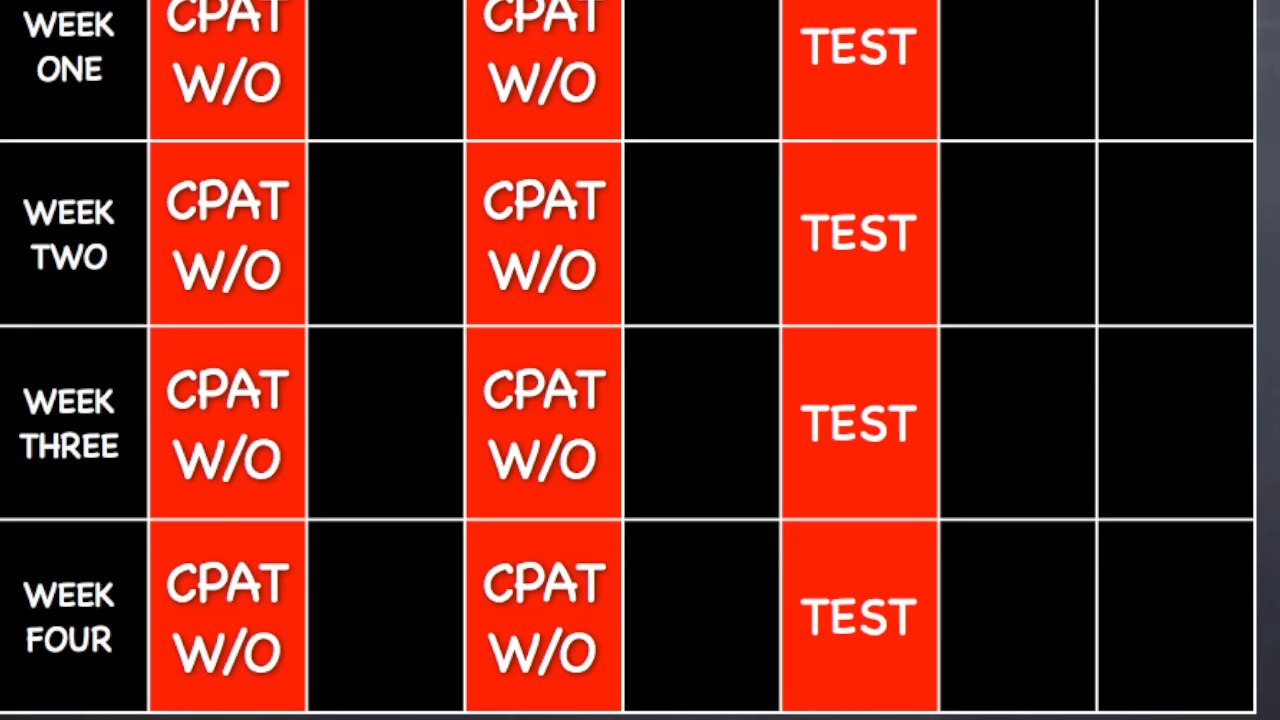 WEEK
ONE
CPAT
W/O
CPAT
W/O
TEST
WEEK
TWO
CPAT
W/O
CPAT
W/O
TEST
WEEK
THREE
CPAT
W/O
CPAT
W/O
TEST
WEEK
FOUR
CPAT
W/O
CPAT
W/O
TEST